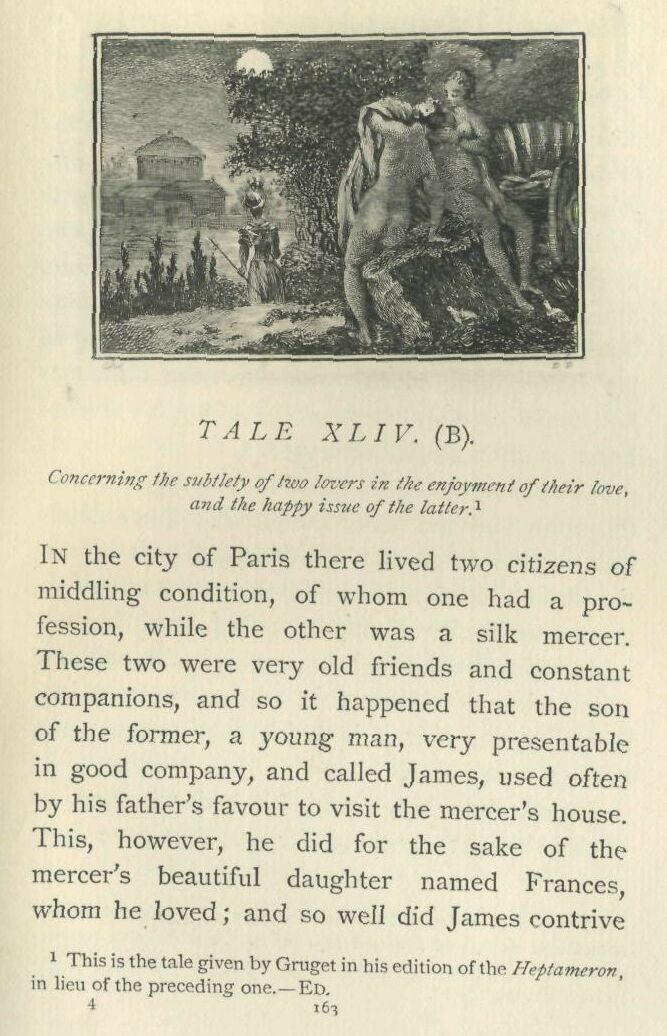 TALE XLIV. (B).
Concerning the subtlety of two lovers in the enjoyment of their love,
and the happy issue of the latter.¹
IN the city of Paris there lived two citizens of
middling condition, of whom one had a pro-
fession, while the other was a silk mercer.
These two were very old friends and constant
companions, and so it happened that the son
of the former, a young man, very presentable
in good company, and called James, used often
by his father's favour to visit the mercer's house.
This, however, he did for the sake of the
mercer's beautiful daughter named Frances,
whom he loved; and so well did James contrive
¹ This is the tale given by Gruget in his edition of the Heptameron,
in lieu of the preceding one.—ED.
4
163